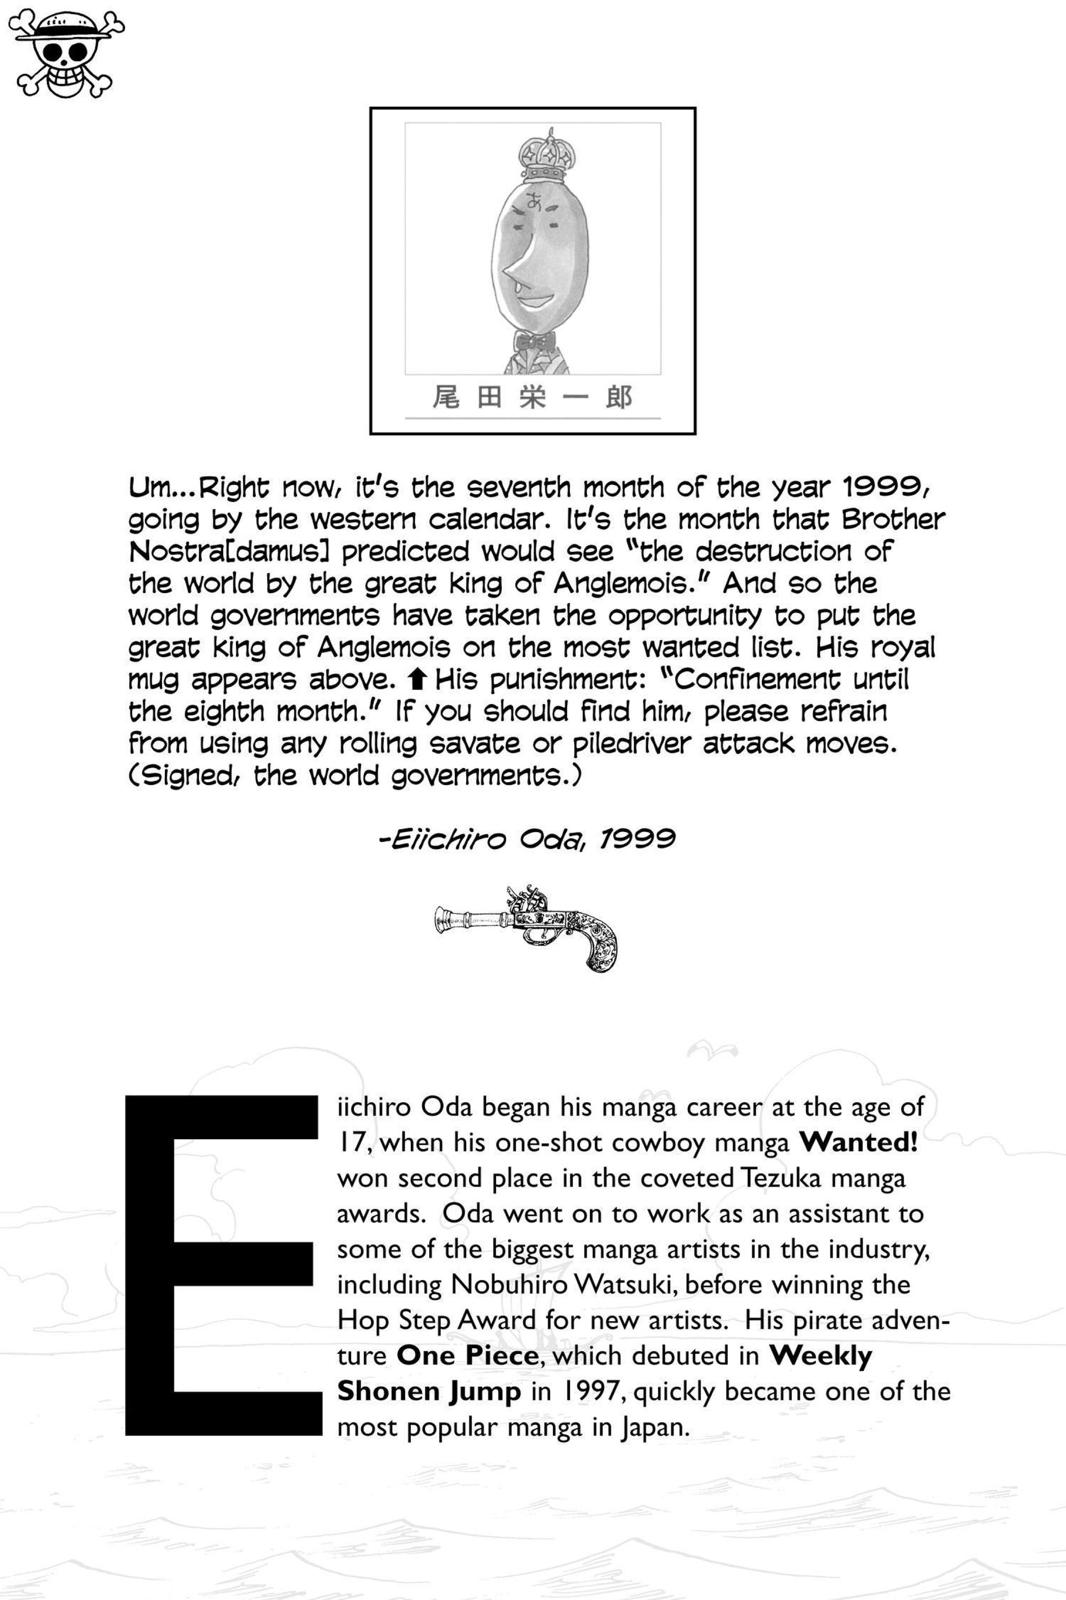 あ
尾田栄一郎
Um...Right now, it's the seventh month of the year 1999,
going by the western calendar. It's the month that Brother
Nostra[damus] predicted would see "the destruction of
the world by the great king of Anglemois." And so the
world governments have taken the opportunity to put the
great king of Anglemois on the most wanted list. His royal
mug appears above. ⬆ His punishment: "Confinement until
the eighth month." If you should find him, please refrain
from using any rolling savate or piledriver attack moves.
(Signed, the world governments.)
-Eiichiro Oda, 1999
Eiichiro Oda began his manga career at the age of
17, when his one-shot cowboy manga Wanted!
won second place in the coveted Tezuka manga
awards. Oda went on to work as an assistant to
some of the biggest manga artists in the industry,
including Nobuhiro Watsuki, before winning the
Hop Step Award for new artists. His pirate adven-
ture One Piece, which debuted in Weekly
Shonen Jump in 1997, quickly became one of the
most popular manga in Japan.